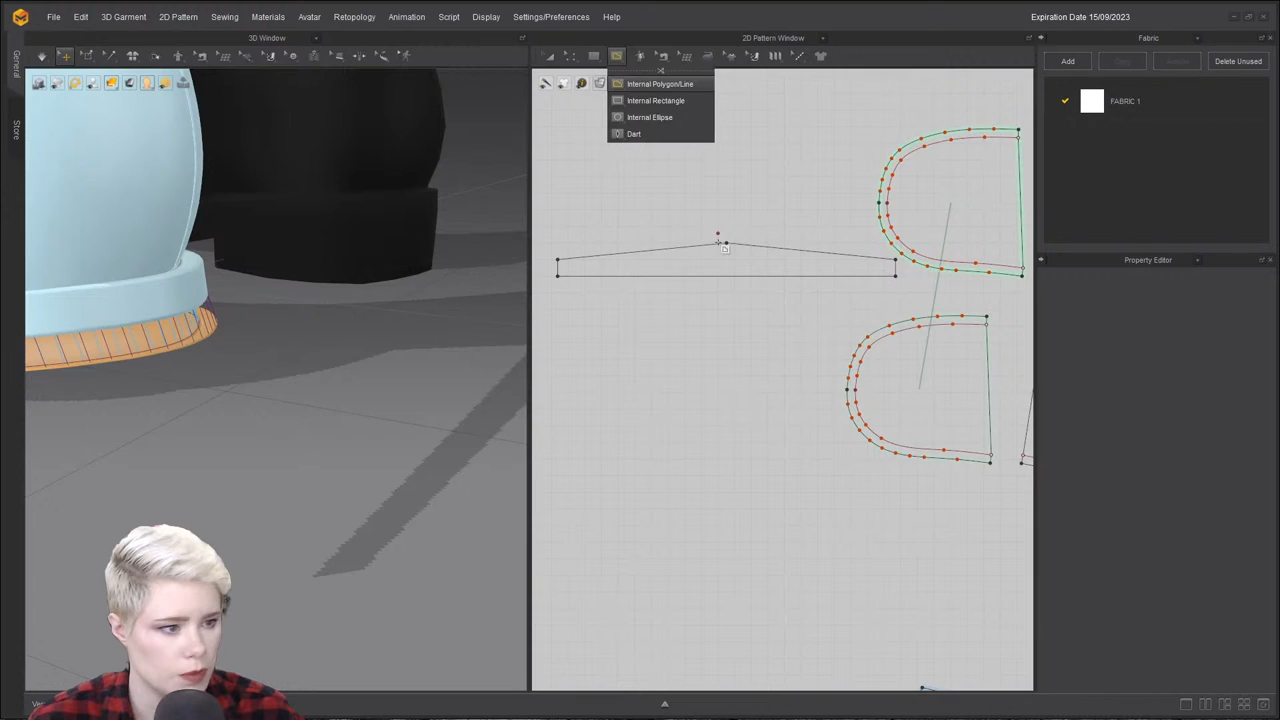 File Edit 3D Garment 2D Pattern Sewing Materials Avatar Retopology Animation Script Display Settings/Preferences Help Expiration Date 15/09/2023
3D Window 2D Pattern Window Fabric
General
Store
Add Delete Unused
Internal Polygon/Line
Internal Rectangle
Internal Ellipse
Dart
FABRIC 1
Property Editor